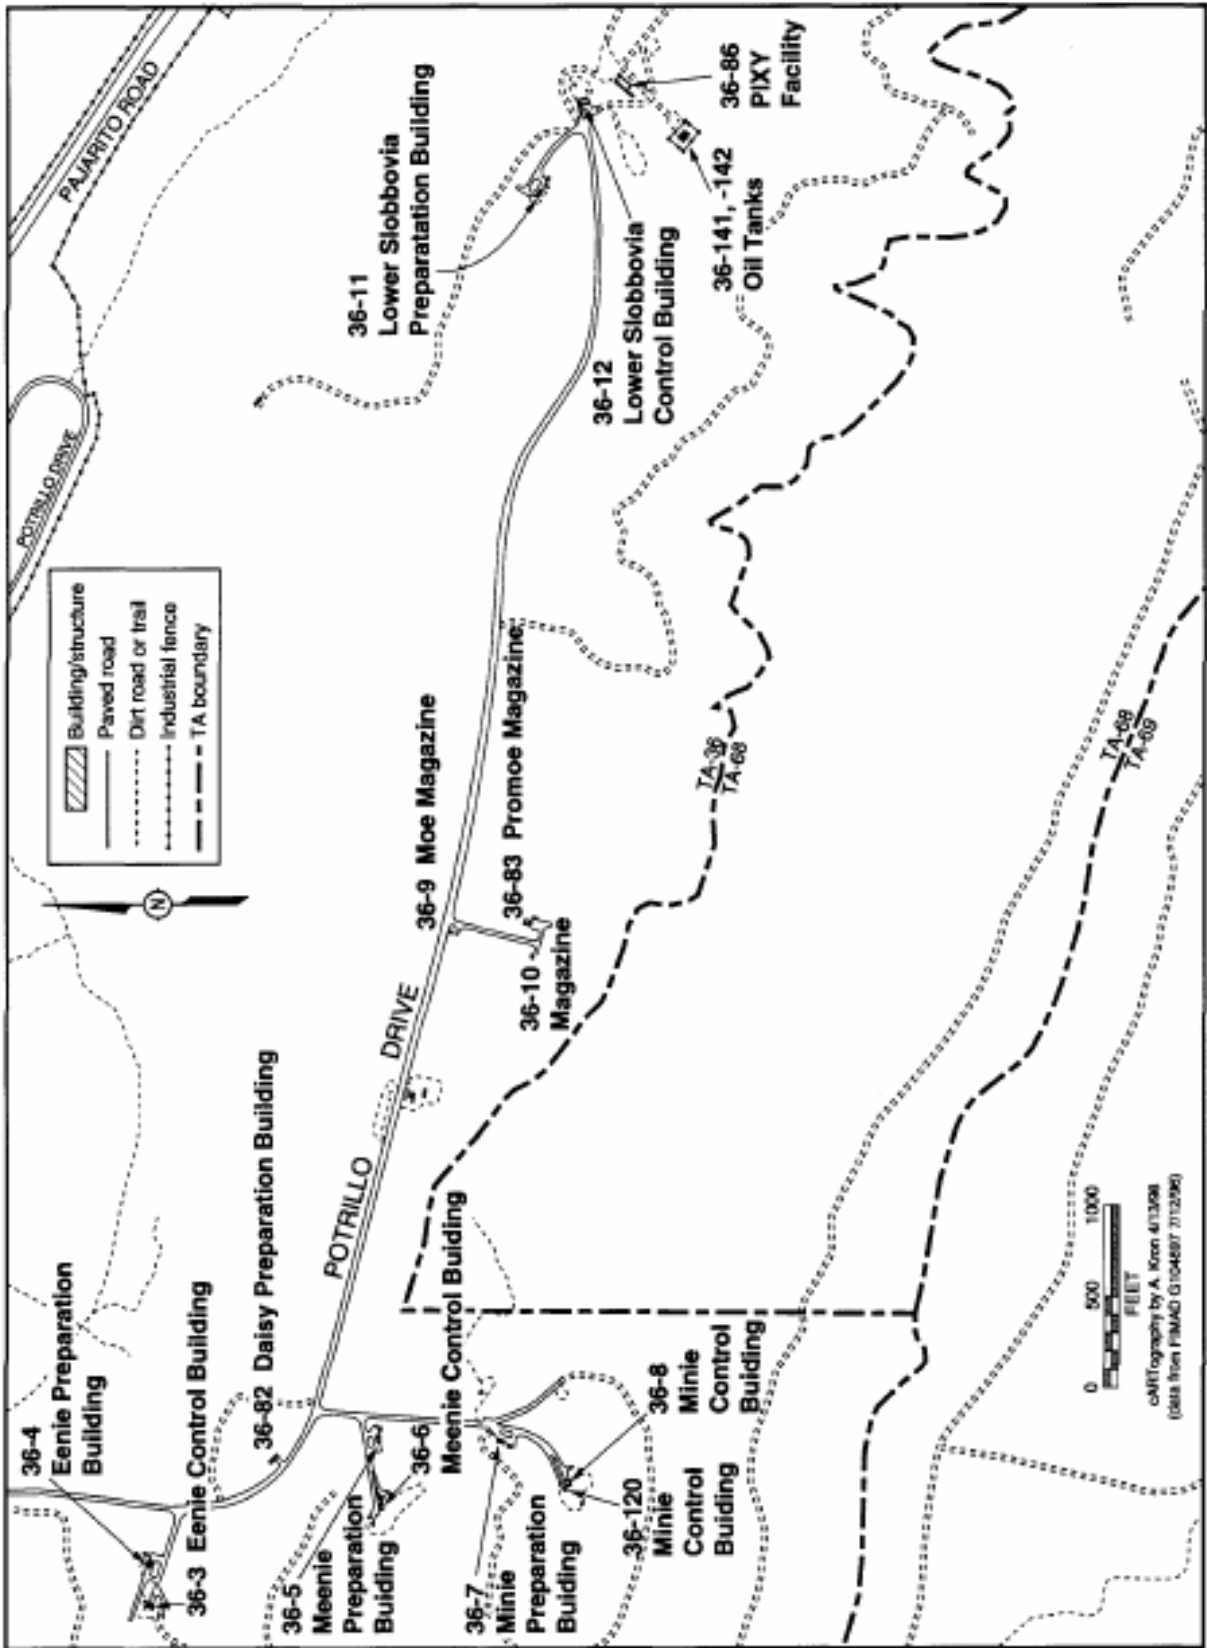 PAJARITO ROAD
POTRILLO DRIVE
Building/structure
Paved road
Dirt road or trail
Industrial fence
TA boundary
N
36-4
Eenie Preparation
Building
36-3 Eenie Control Building
36-82 Daisy Preparation Building
POTRILLO DRIVE
36-9 Moe Magazine
36-83 Promoe Magazine
36-10
Magazine
36-11
Lower Slobbovia
Preparatation Building
36-12
Lower Slobbovia
Control Building
36-86
PIXY
Facility
36-141, -142
Oil Tanks
36-5
Meenie
Preparation
Buiding
36-6
Meenie Control Buiding
36-7
Minie
Preparation
Building
36-120
Minie
Control
Buiding
36-8
Minie
Control
Buiding
TA-36
TA-68
TA-68
TA-69
0 500 1000
FEET
cARTography by A. Kron 4/13/98